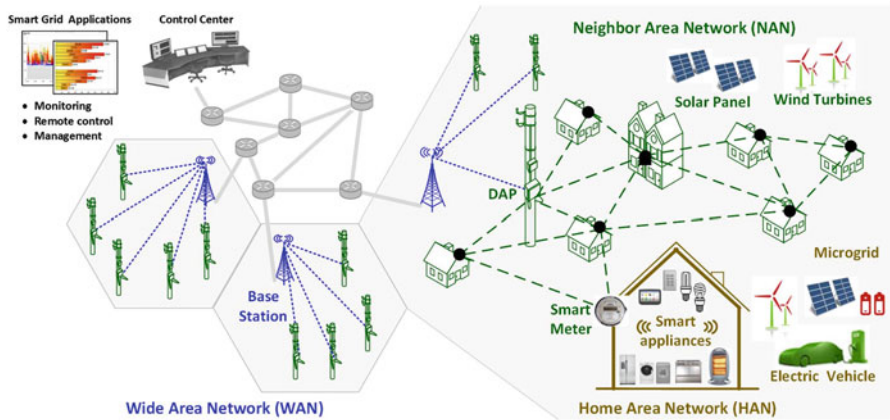 Smart Grid Applications
Control Center
• Monitoring
• Remote control
• Management
Neighbor Area Network (NAN)
Solar Panel
Wind Turbines
DAP
Microgrid
Base
Station
Smart
Meter
Smart
appliances
Electric Vehicle
Wide Area Network (WAN)
Home Area Network (HAN)